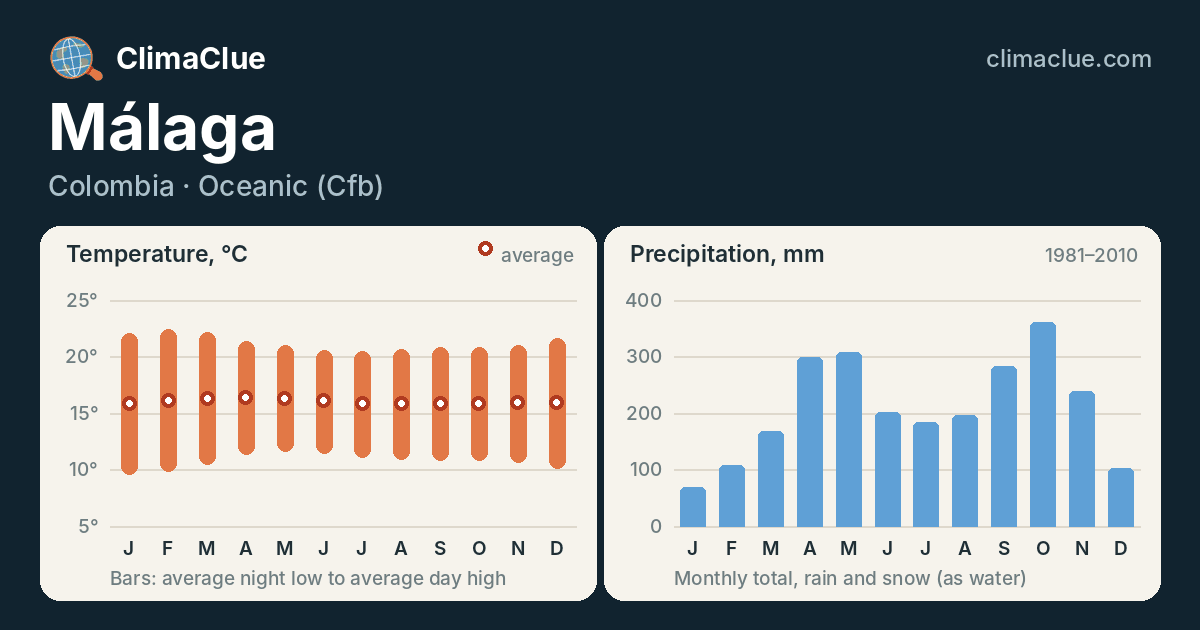 ClimaClue
climaclue.com
Málaga
Colombia · Oceanic (Cfb)
Temperature, °C
average
25°
20°
15°
10°
5°
J F M A M J J A S O N D
Bars: average night low to average day high
Precipitation, mm
1981–2010
400
300
200
100
0
J F M A M J J A S O N D
Monthly total, rain and snow (as water)